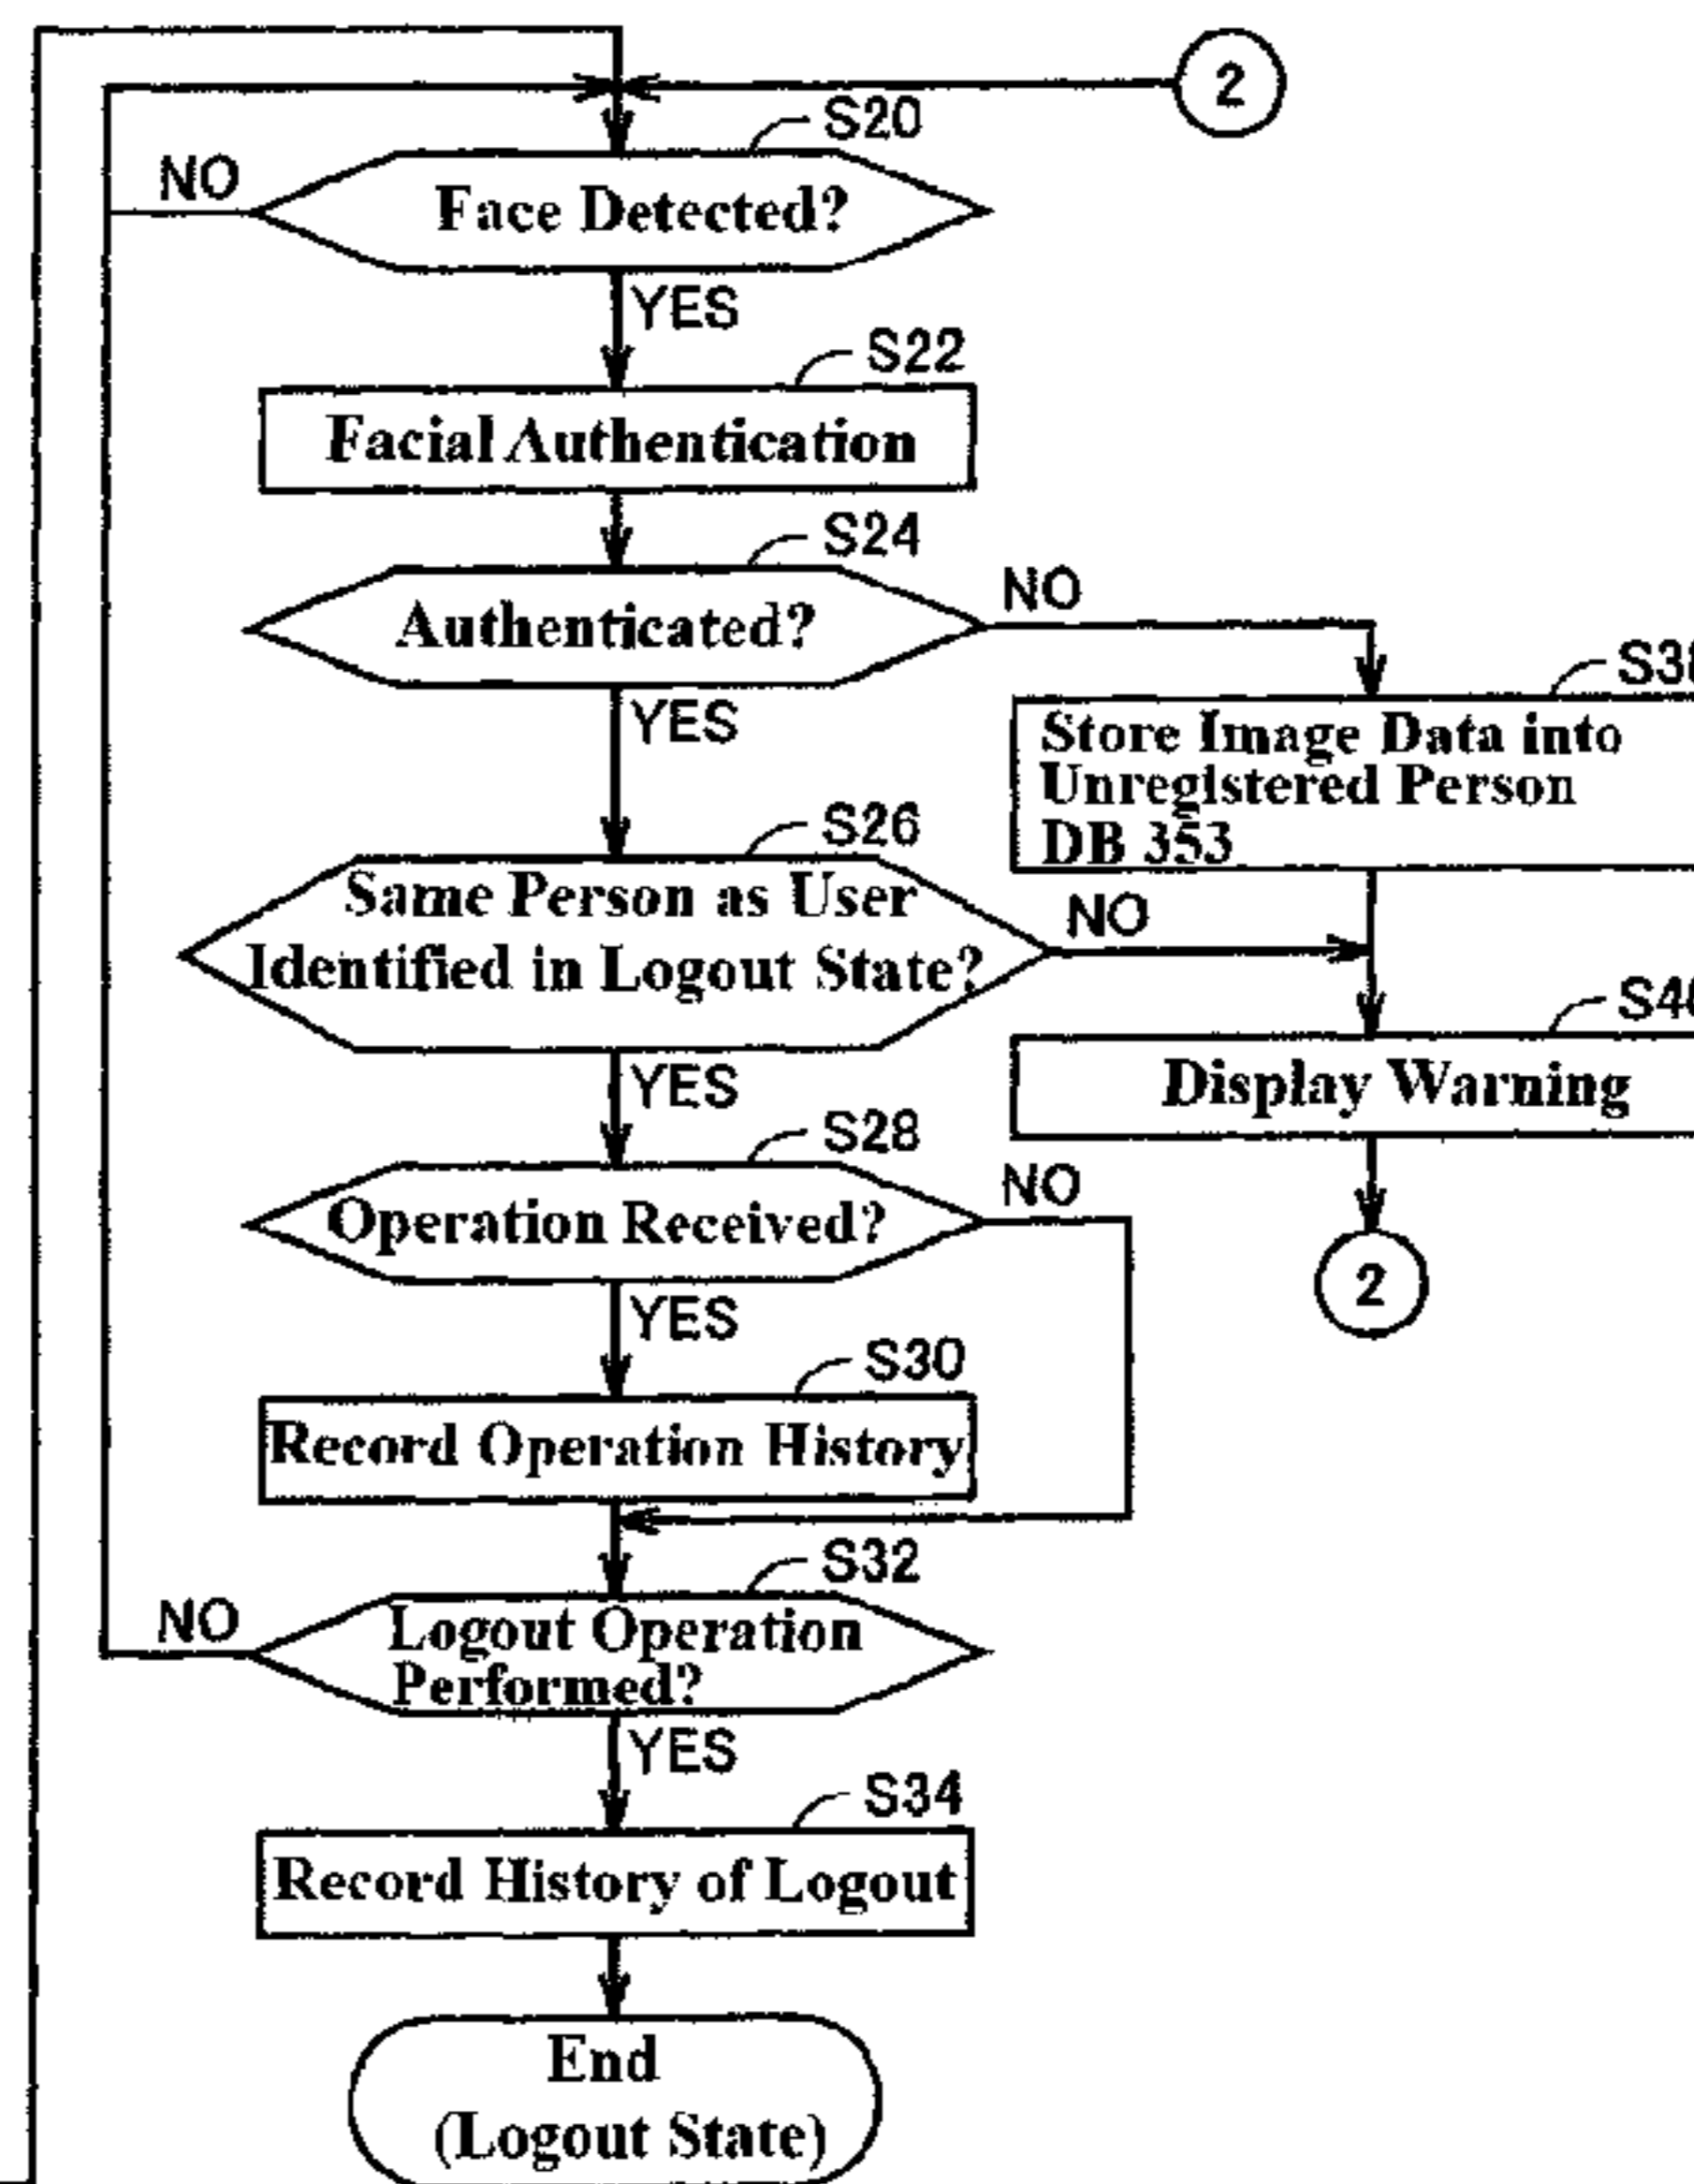 2
S20
NO
Face Detected?
YES
S22
Facial Authentication
S24
NO
Authenticated?
YES
Store Image Data into
Unregistered Person
DB 353
S26
Same Person as User
NO
Identified in Logout State?
YES
Display Warning
S28
NO
Operation Received?
2
YES
S30
Record Operation History
S32
NO
Logout Operation
Performed?
YES
S34
Record History of Logout
End
(Logout State)